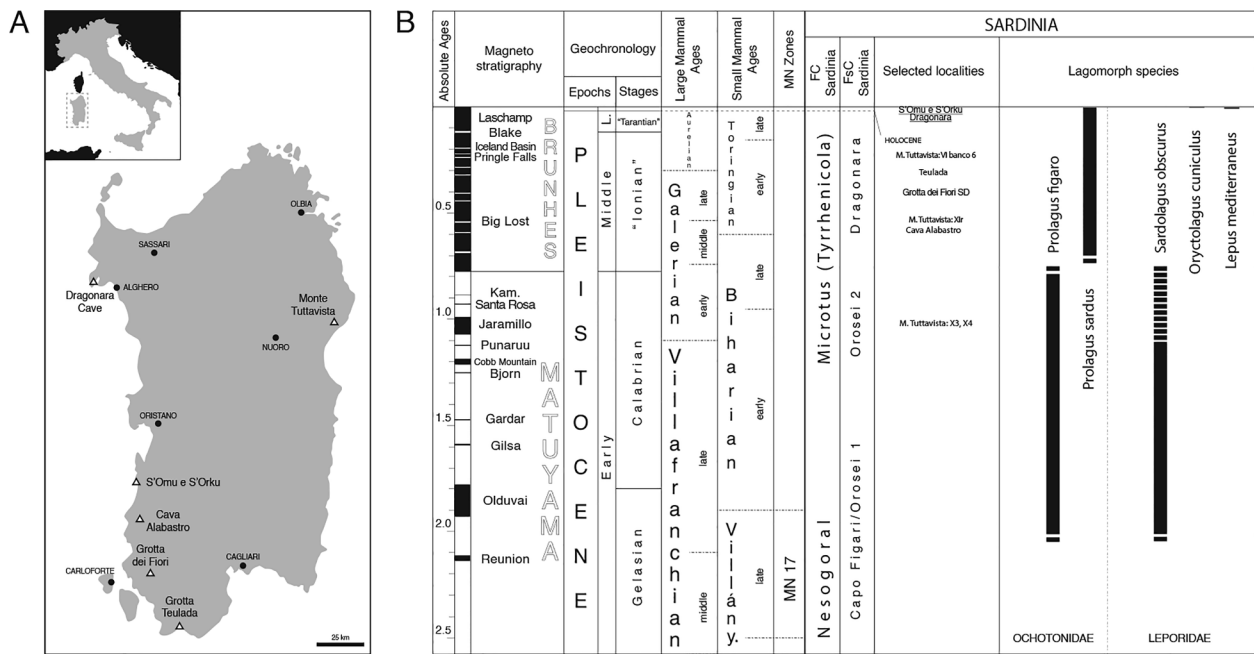 A
OLBIA
SASSARI
ALGHERO
Dragonara
Cave
Monte
Tuttavista
NUORO
ORISTANO
S'Omu e S'Orku
Cava
Alabastro
Grotta
dei Fiori
CAGLIARI
CARLOFORTE
Grotta
Teulada
25 km
B
Absolute Ages
Magneto
stratigraphy
Geochronology
Epochs
Stages
Large Mammal
Ages
Small Mammal
Ages
MN Zones
SARDINIA
FC
Sardinia
FsC
Sardinia
Selected localities
Lagomorph species
0.5
1.0
1.5
2.0
2.5
Laschamp
Blake
Iceland Basin
Pringle Falls
Big Lost
Kam.
Santa Rosa
Jaramillo
Punaruu
Cobb Mountain
Bjorn
Gardar
Gilsa
Olduvai
Reunion
BRUNHES
MATUYAMA
PLEISTOCENE
L.
Middle
Early
"Tarantian"
"Ionian"
Calabrian
Gelasian
Aurelian
Galerian
late
middle
early
Villafranchian
late
middle
Toringian
late
early
Biharian
late
early
Villány.
late
MN 17
Microtus (Tyrrhenicola)
Nesogoral
Dragonara
Orosei 2
Capo Figari/Orosei 1
S'Omu e S'Orku
Dragonara
HOLOCENE
M. Tuttavista: VI banco 6
Teulada
Grotta dei Fiori SD
M. Tuttavista: XIr
Cava Alabastro
M. Tuttavista: X3, X4
Prolagus figaro
Prolagus sardus
Sardolagus obscurus
Oryctolagus cuniculus
Lepus mediterraneus
OCHOTONIDAE
LEPORIDAE